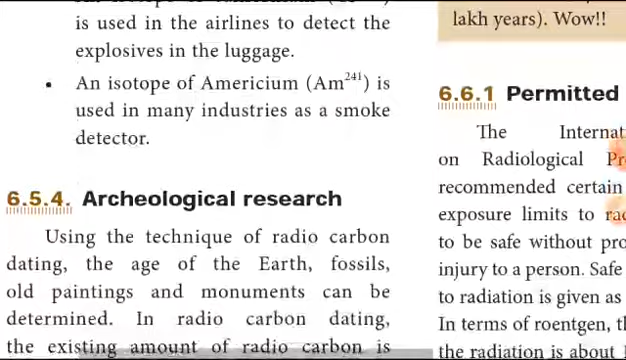 is used in the airlines to detect the
explosives in the luggage.
• An isotope of Americium (Am241) is
used in many industries as a smoke
detector.
6.5.4. Archeological research
Using the technique of radio carbon
dating, the age of the Earth, fossils,
old paintings and monuments can be
determined. In radio carbon dating,
the existing amount of radio carbon is
lakh years). Wow!!
6.6.1 Permitted
The
on Radiological
recommended certain
exposure limits to
to be safe without
injury to a person. Safe
to radiation is given as
In terms of roentgen,
the radiation is about